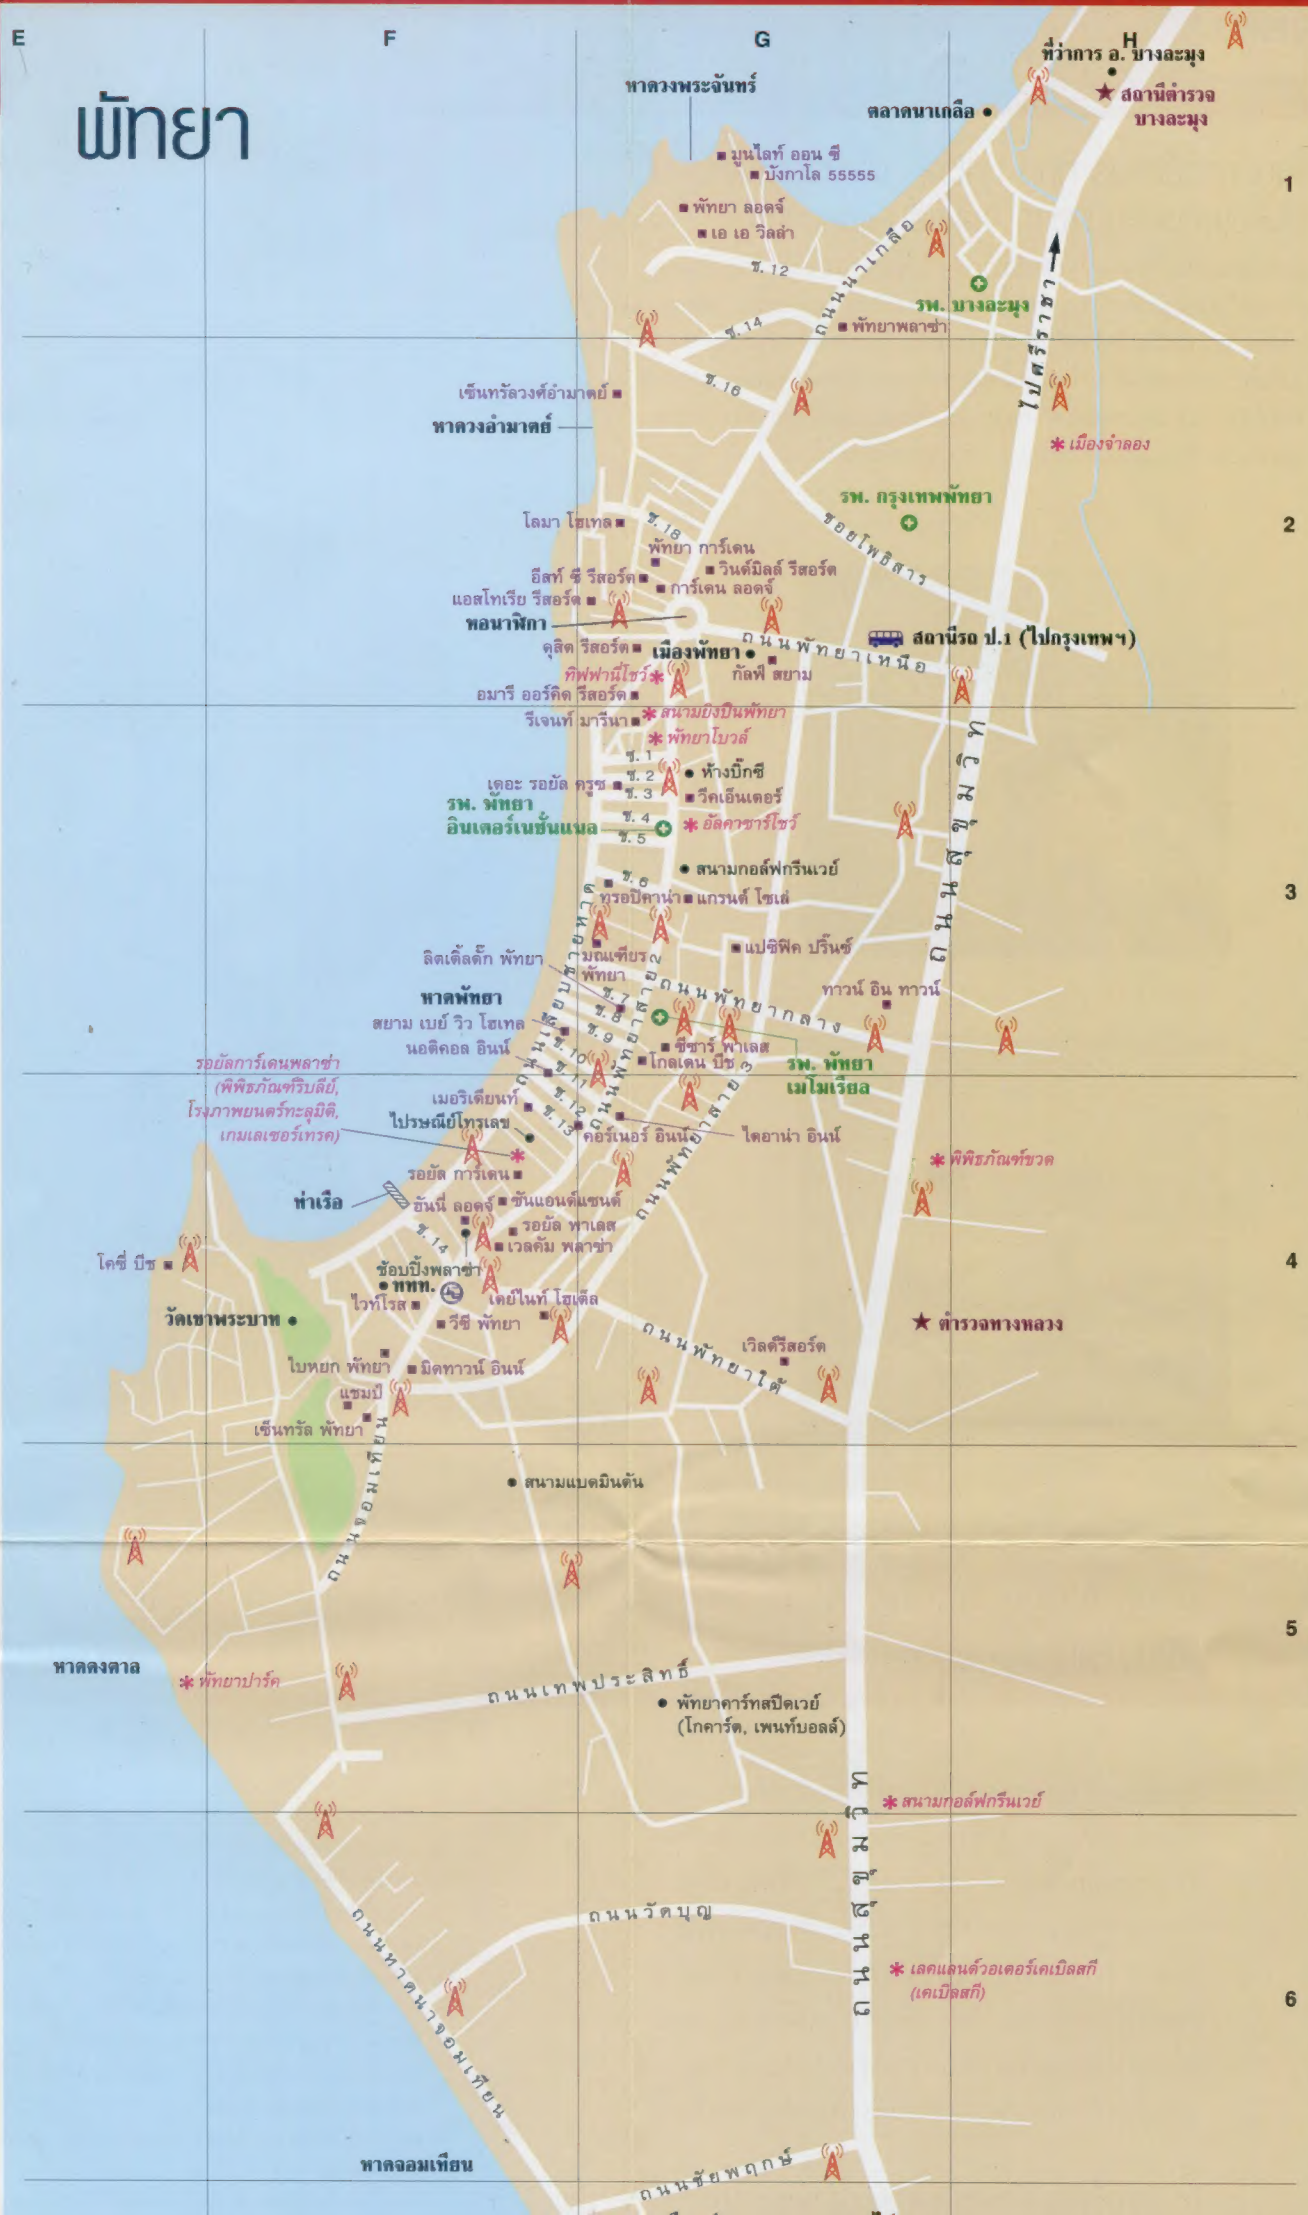 E
F
G
H
พัทยา
ที่ว่าการ อ. บางละมุง
สถานีตำรวจ
บางละมุง
หาดวงพระจันทร์
ตลาดนาเกลือ
มูนไลท์ ออน ซี
บังกาโล 55555
1
พัทยา ลอดจ์
เอ เอ วิลล่า
ถนนนาเกลือ
ซ. 12
รพ. บางละมุง
ไปศรีราชา
ซ. 14
พัทยาพลาซ่า
ซ. 16
เซ็นทรัลวงศ์อำมาตย์
หาดวงอำมาตย์
เมืองจำลอง
รพ. กรุงเทพพัทยา
2
โลมา โฮเทล
ซ. 18
ซอยโพธิสาร
พัทยา การ์เดน
วินด์มิลล์ รีสอร์ต
อีสท์ ซี รีสอร์ต
การ์เดน ลอดจ์
แอสโทเรีย รีสอร์ต
หอนาฬิกา
ถนนพัทยาเหนือ
สถานีรถ ป.1 (ไปกรุงเทพฯ)
ดุสิต รีสอร์ต
เมืองพัทยา
ทิฟฟานี่โชว์
กัลฟ์ สยาม
อมารี ออร์คิด รีสอร์ต
สนามยิงปืนพัทยา
รีเจนท์ มารีนา
พัทยาโบวล์
ถนนสุขุมวิท
ซ. 1
ซ. 2
ห้างบิ๊กซี
เดอะ รอยัล ครูซ
ซ. 3
วีคเอ็นเตอร์
รพ. พัทยา
อินเตอร์เนชั่นแนล
ซ. 4
อัลคาซาร์โชว์
ซ. 5
สนามกอล์ฟกรีนเวย์
ซ. 6
3
ทรอปิคาน่า
แกรนด์ โซเล่
ถนนเลียบชายหาด
มณเฑียร
พัทยา
แปซิฟิค ปริ๊นซ์
ลิตเติ้ลดั๊ก พัทยา
ถนนพัทยาสาย 2
ถนนพัทยากลาง
ทาวน์ อิน ทาวน์
หาดพัทยา
ซ. 7
ซ. 8
สยาม เบย์ วิว โฮเทล
ซ. 9
นอติคอล อินน์
ซ. 10
ซีซาร์ พาเลส
โกลเดน บีช
รพ. พัทยา
เมโมเรียล
รอยัลการ์เดนพลาซ่า
(พิพิธภัณฑ์ริบลีย์,
โรงภาพยนตร์ทะลุมิติ,
เกมเลเซอร์เทรค)
ซ. 11
ซ. 12
ซ. 13
เมอริเดียนท์
ไปรษณีย์โทรเลข
คอร์เนอร์ อินน์
ไดอาน่า อินน์
ถนนพัทยาสาย 3
พิพิธภัณฑ์ขวด
รอยัล การ์เดน
ท่าเรือ
ฮันนี่ ลอดจ์
ซันแอนด์แซนด์
รอยัล พาเลส
ซ. 14
เวลคัม พลาซ่า
โคซี่ บีช
ช้อบปิ้งพลาซ่า
4
ททท.
ไวท์โรส
เดย์ไนท์ โฮเต็ล
วัดเขาพระบาท
วีซี พัทยา
ถนนพัทยาใต้
ตำรวจทางหลวง
เวิลด์รีสอร์ต
ใบหยก พัทยา
มิดทาวน์ อินน์
แชมป์
เซ็นทรัล พัทยา
ถนนจอมเทียน
สนามแบดมินตัน
5
หาดดงตาล
พัทยาปาร์ค
ถนนเทพประสิทธิ์
พัทยาคาร์ทสปีดเวย์
(โกคาร์ต, เพนท์บอลล์)
สนามกอล์ฟกรีนเวย์
ถนนสุขุมวิท
ถนนวัดบุญ
ถนนหาดนาจอมเทียน
เลคแลนด์วอเตอร์เคเบิลสกี
(เคเบิลสกี)
6
หาดจอมเทียน
ถนนชัยพฤกษ์